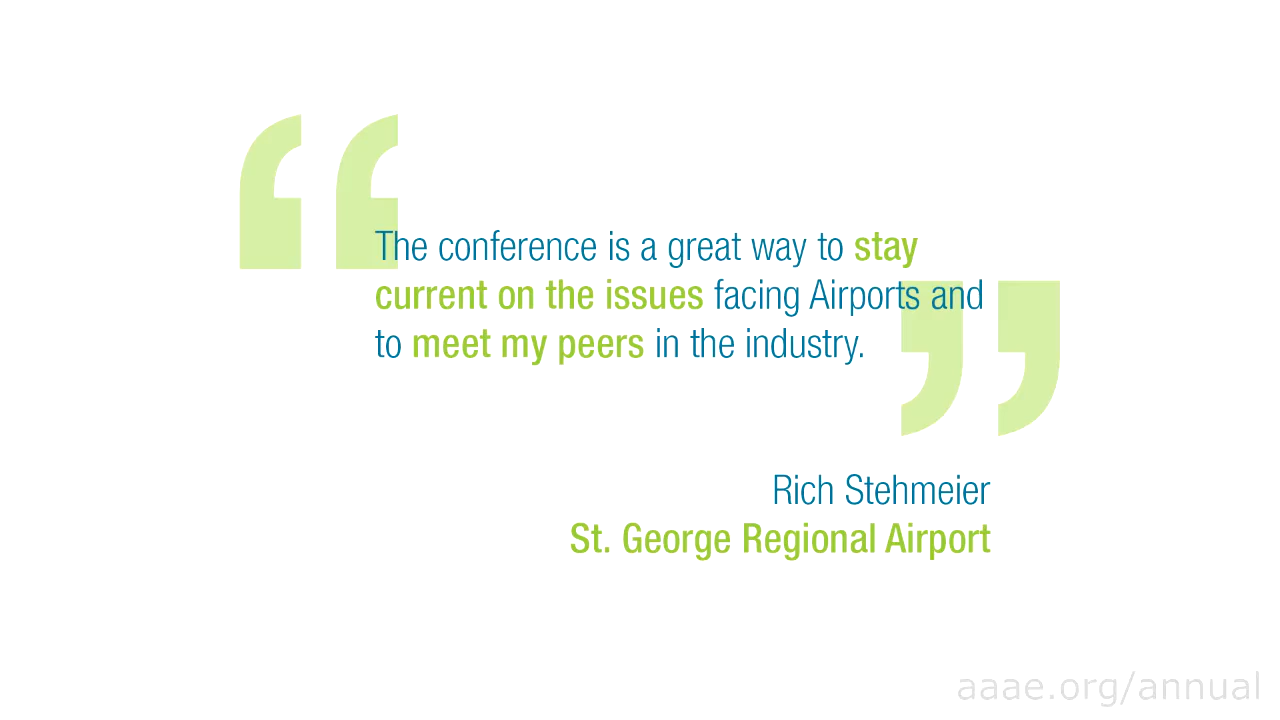 The conference is a great way to stay
current on the issues facing Airports and
to meet my peers in the industry.
Rich Stehmeier
St. George Regional Airport
aaae.org/annual